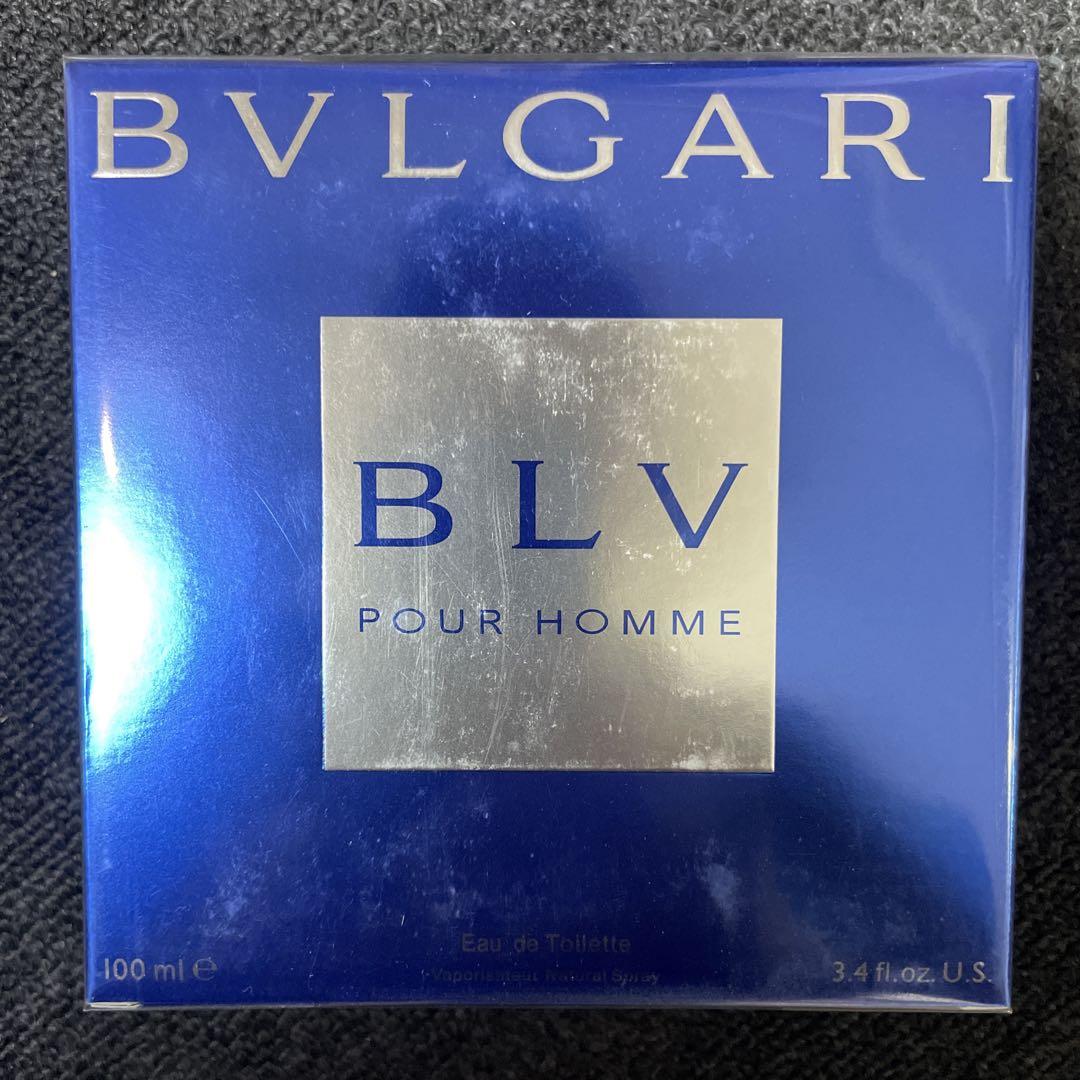 BVLGARI
BLV
POUR HOMME
Eau de Toilette
Vaporisateur Natural Spray
100 ml ℮
3.4 fl. oz. U.S.